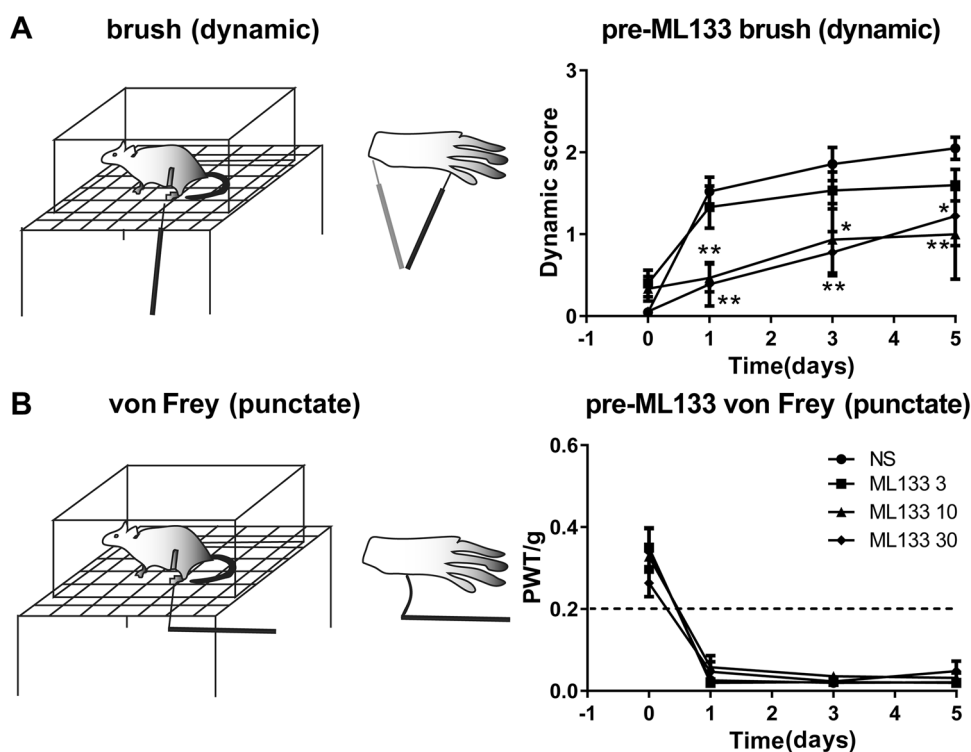 A
brush (dynamic)
pre-ML133 brush (dynamic)
Dynamic score
3
2
1
0
**
**
*
**
*
**
-1 0 1 2 3 4 5
Time(days)
B
von Frey (punctate)
pre-ML133 von Frey (punctate)
PWT/g
0.6
0.4
0.2
0.0
NS
ML133 3
ML133 10
ML133 30
-1 0 1 2 3 4 5
Time(days)